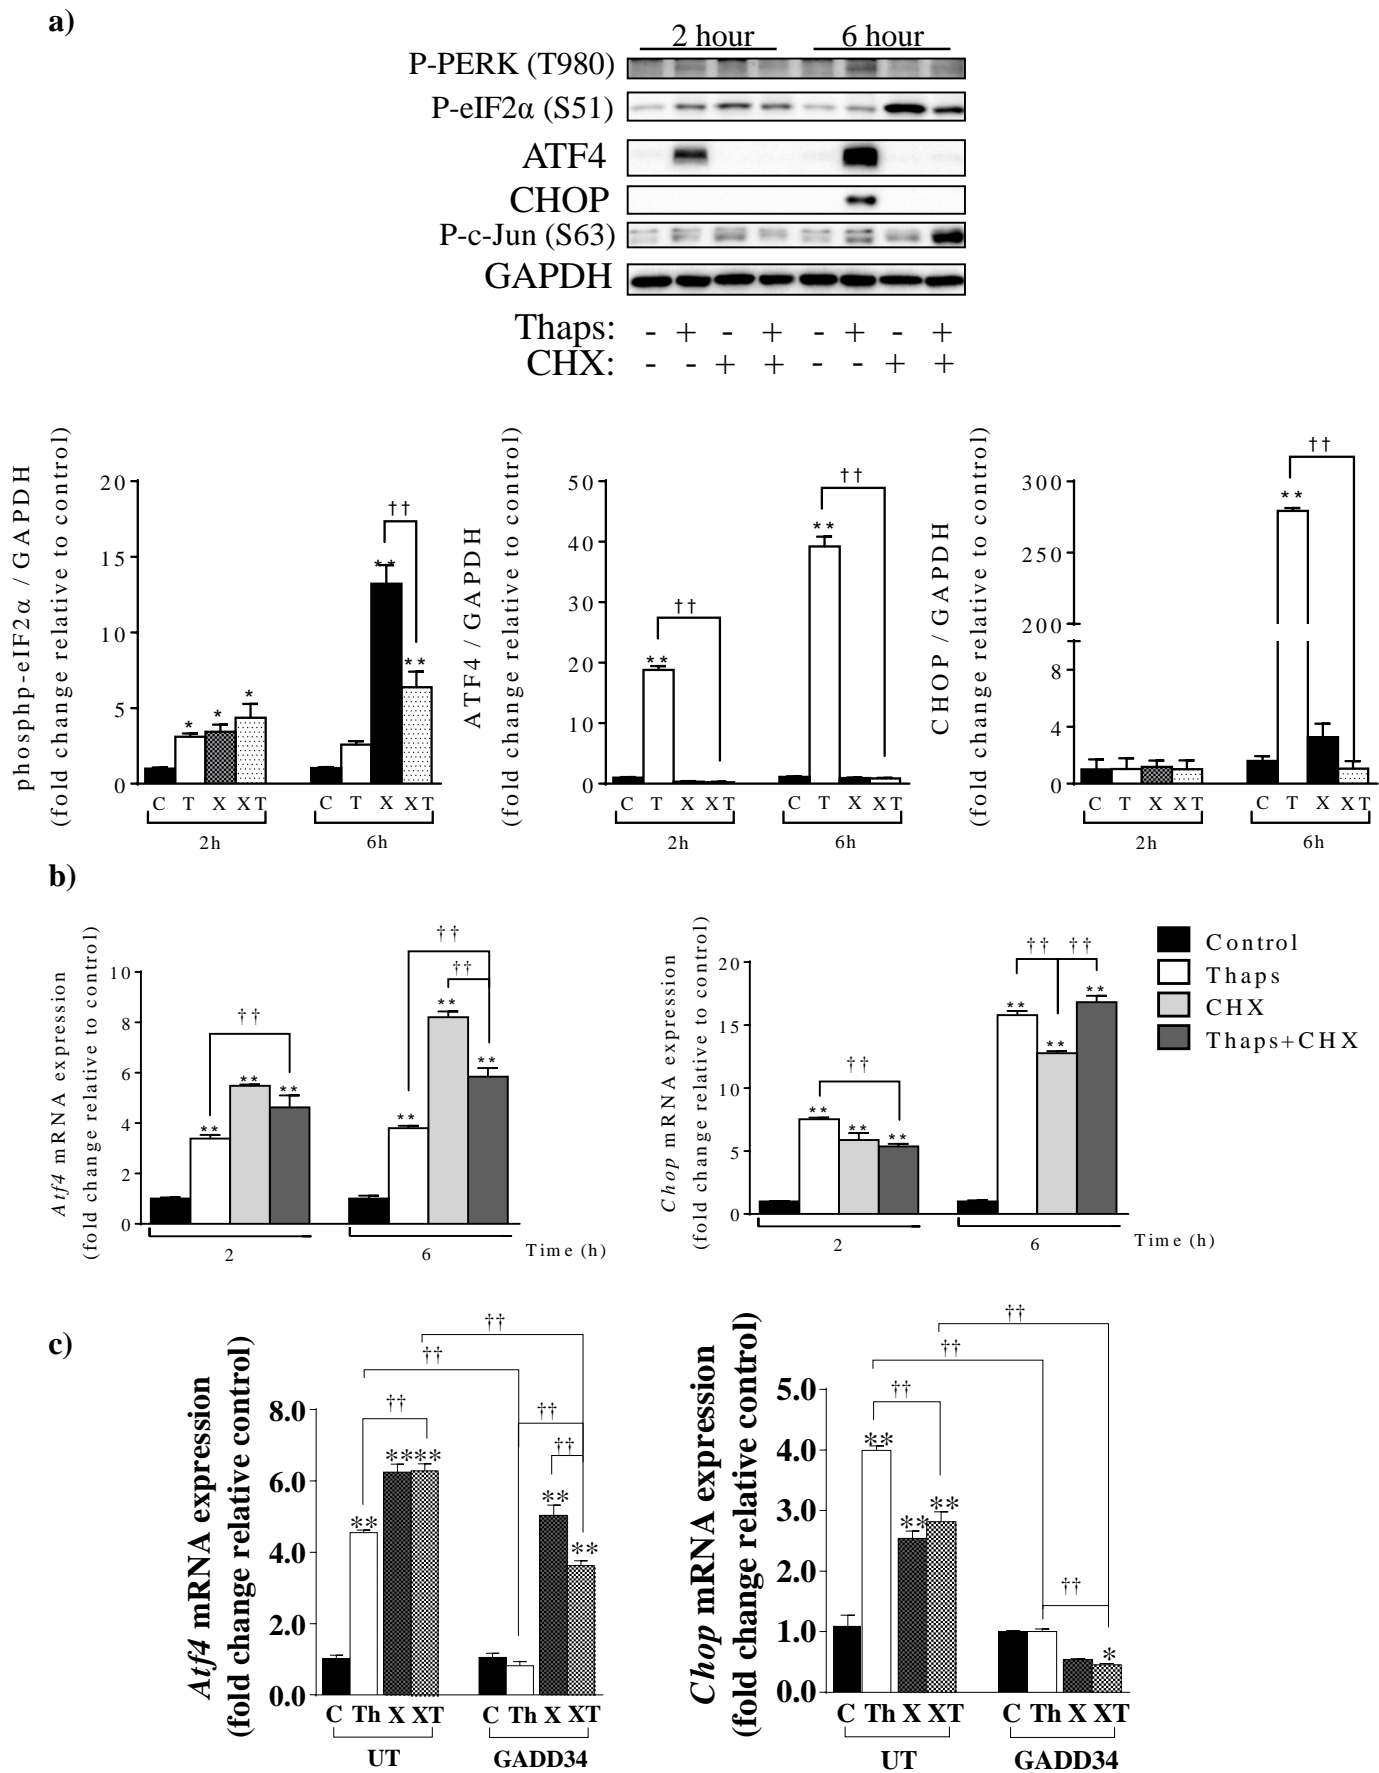 a)
2 hour 6 hour
P-PERK (T980)
P-eIF2α (S51)
ATF4
CHOP
P-c-Jun (S63)
GAPDH
Thaps: - + - + - + - +
CHX: - - + + - - + +
phosphp-eIF2α / GAPDH
(fold change relative to control)
20
15
10
5
0
* * * ** ** ††
C T X XT C T X XT
2h 6h
ATF4 / GAPDH
(fold change relative to control)
50
40
30
20
10
0
** †† ** ††
C T X XT C T X XT
2h 6h
CHOP / GAPDH
(fold change relative to control)
300
250
200
8
4
0
** ††
C T X XT C T X XT
2h 6h
b)
Atf4 mRNA expression
(fold change relative to control)
10
8
6
4
2
0
†† †† ††
** ** ** ** ** **
2 6 Time (h)
Chop mRNA expression
(fold change relative to control)
20
15
10
5
0
†† †† ††
** ** ** ** ** **
2 6 Time (h)
Control
Thaps
CHX
Thaps+CHX
c)
Atf4 mRNA expression
(fold change relative control)
8.0
6.0
4.0
2.0
0.0
†† †† †† †† ††
** ** ** ** **
C Th X XT C Th X XT
UT GADD34
Chop mRNA expression
(fold change relative control)
5.0
4.0
3.0
2.0
1.0
0.0
†† †† †† ††
** ** ** *
C Th X XT C Th X XT
UT GADD34